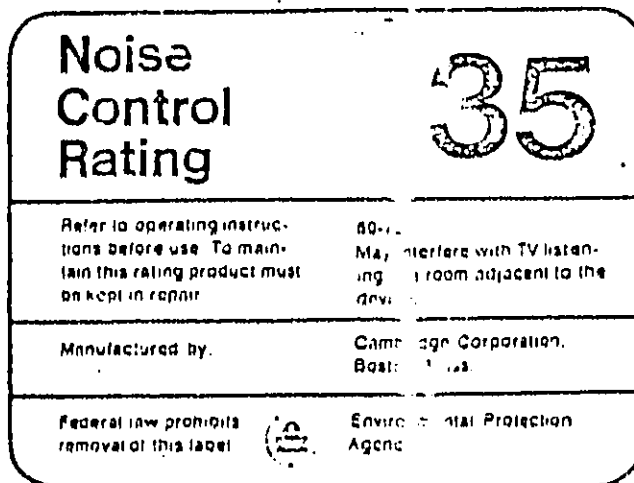 Noise
Control
Rating
35
Refer to operating instruc-
tions before use. To main-
tain this rating product must
be kept in repair
May interfere with TV listen-
ing room adjacent to the
Manufactured by.
Corporation.
Federal law prohibits
removal of this label
Protection